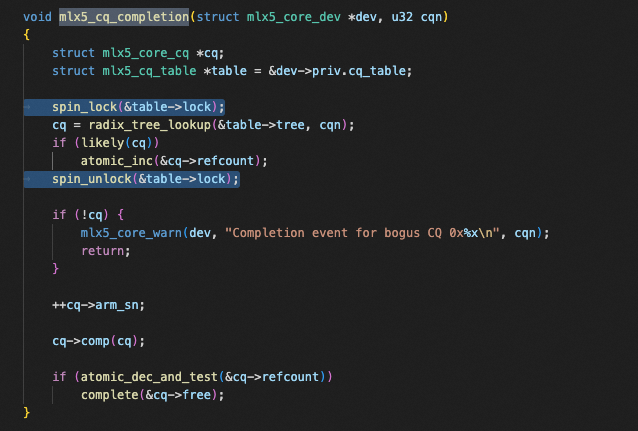 void mlx5_cq_completion(struct mlx5_core_dev *dev, u32 cqn)
{
    struct mlx5_core_cq *cq;
    struct mlx5_cq_table *table = &dev->priv.cq_table;

    spin_lock(&table->lock);
    cq = radix_tree_lookup(&table->tree, cqn);
    if (likely(cq))
        atomic_inc(&cq->refcount);
    spin_unlock(&table->lock);

    if (!cq) {
        mlx5_core_warn(dev, "Completion event for bogus CQ 0x%x\n", cqn);
        return;
    }

    ++cq->arm_sn;

    cq->comp(cq);

    if (atomic_dec_and_test(&cq->refcount))
        complete(&cq->free);
}